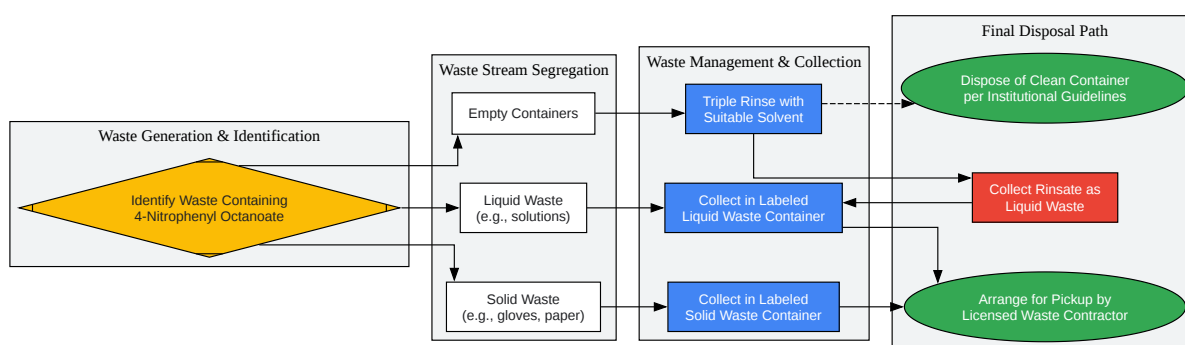 Waste Generation & Identification
Identify Waste Containing
4-Nitrophenyl Octanoate
Waste Stream Segregation
Empty Containers
Liquid Waste
(e.g., solutions)
Solid Waste
(e.g., gloves, paper)
Waste Management & Collection
Triple Rinse with
Suitable Solvent
Collect in Labeled
Liquid Waste Container
Collect in Labeled
Solid Waste Container
Final Disposal Path
Dispose of Clean Container
per Institutional Guidelines
Collect Rinsate as
Liquid Waste
Arrange for Pickup by
Licensed Waste Contractor